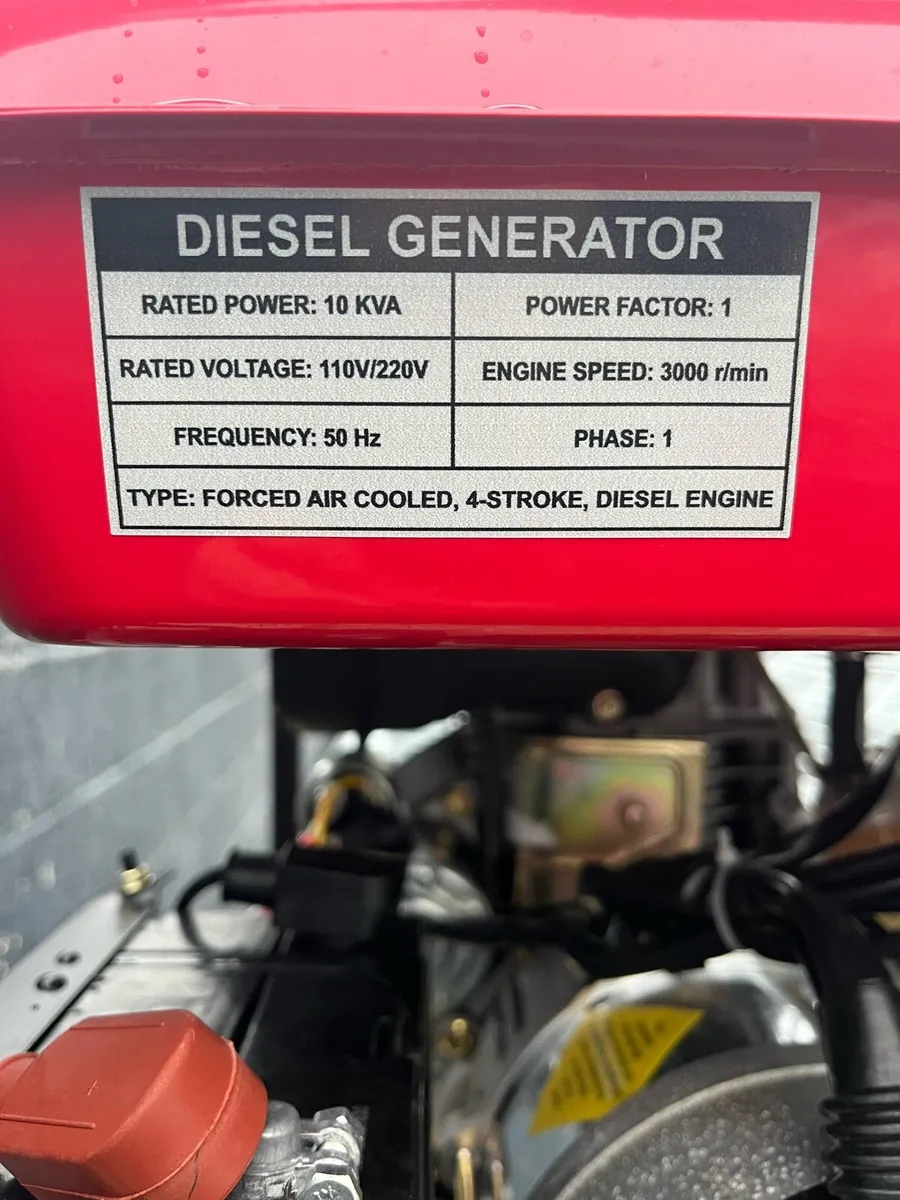 DIESEL GENERATOR
RATED POWER: 10 KVA
POWER FACTOR: 1
RATED VOLTAGE: 110V/220V
ENGINE SPEED: 3000 r/min
FREQUENCY: 50 Hz
PHASE: 1
TYPE: FORCED AIR COOLED, 4-STROKE, DIESEL ENGINE